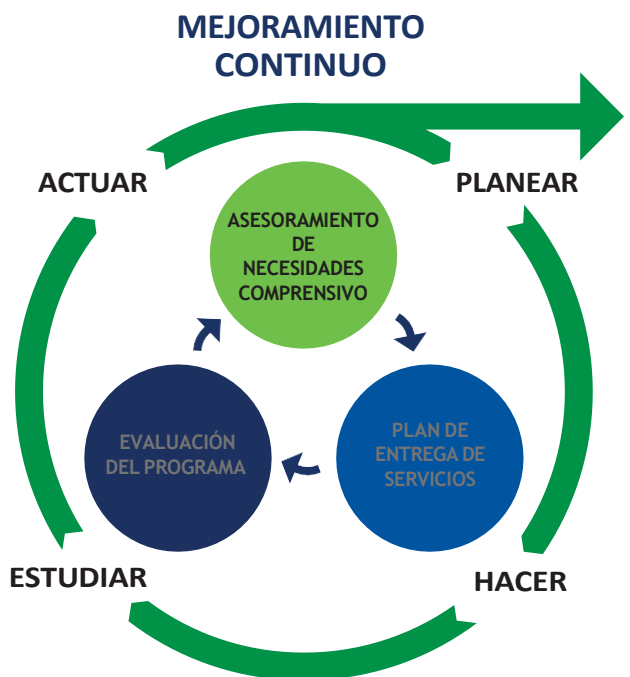 MEJORAMIENTO
CONTINUO
ACTUAR
PLANEAR
ASESORAMIENTO
DE
NECESIDADES
COMPRENSIVO
EVALUACIÓN
DEL PROGRAMA
PLAN DE
ENTREGA DE
SERVICIOS
ESTUDIAR
HACER